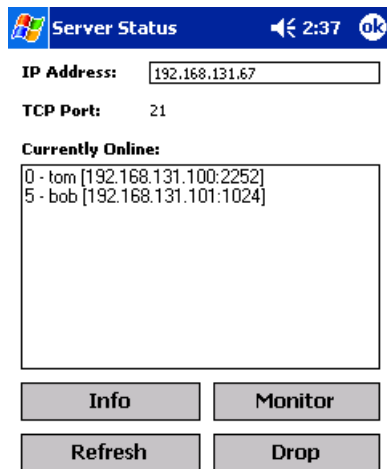 Server Status 2:37 ok
IP Address: 192.168.131.67
TCP Port: 21
Currently Online:
0 - tom [192.168.131.100:2252]
5 - bob [192.168.131.101:1024]
Info Monitor
Refresh Drop